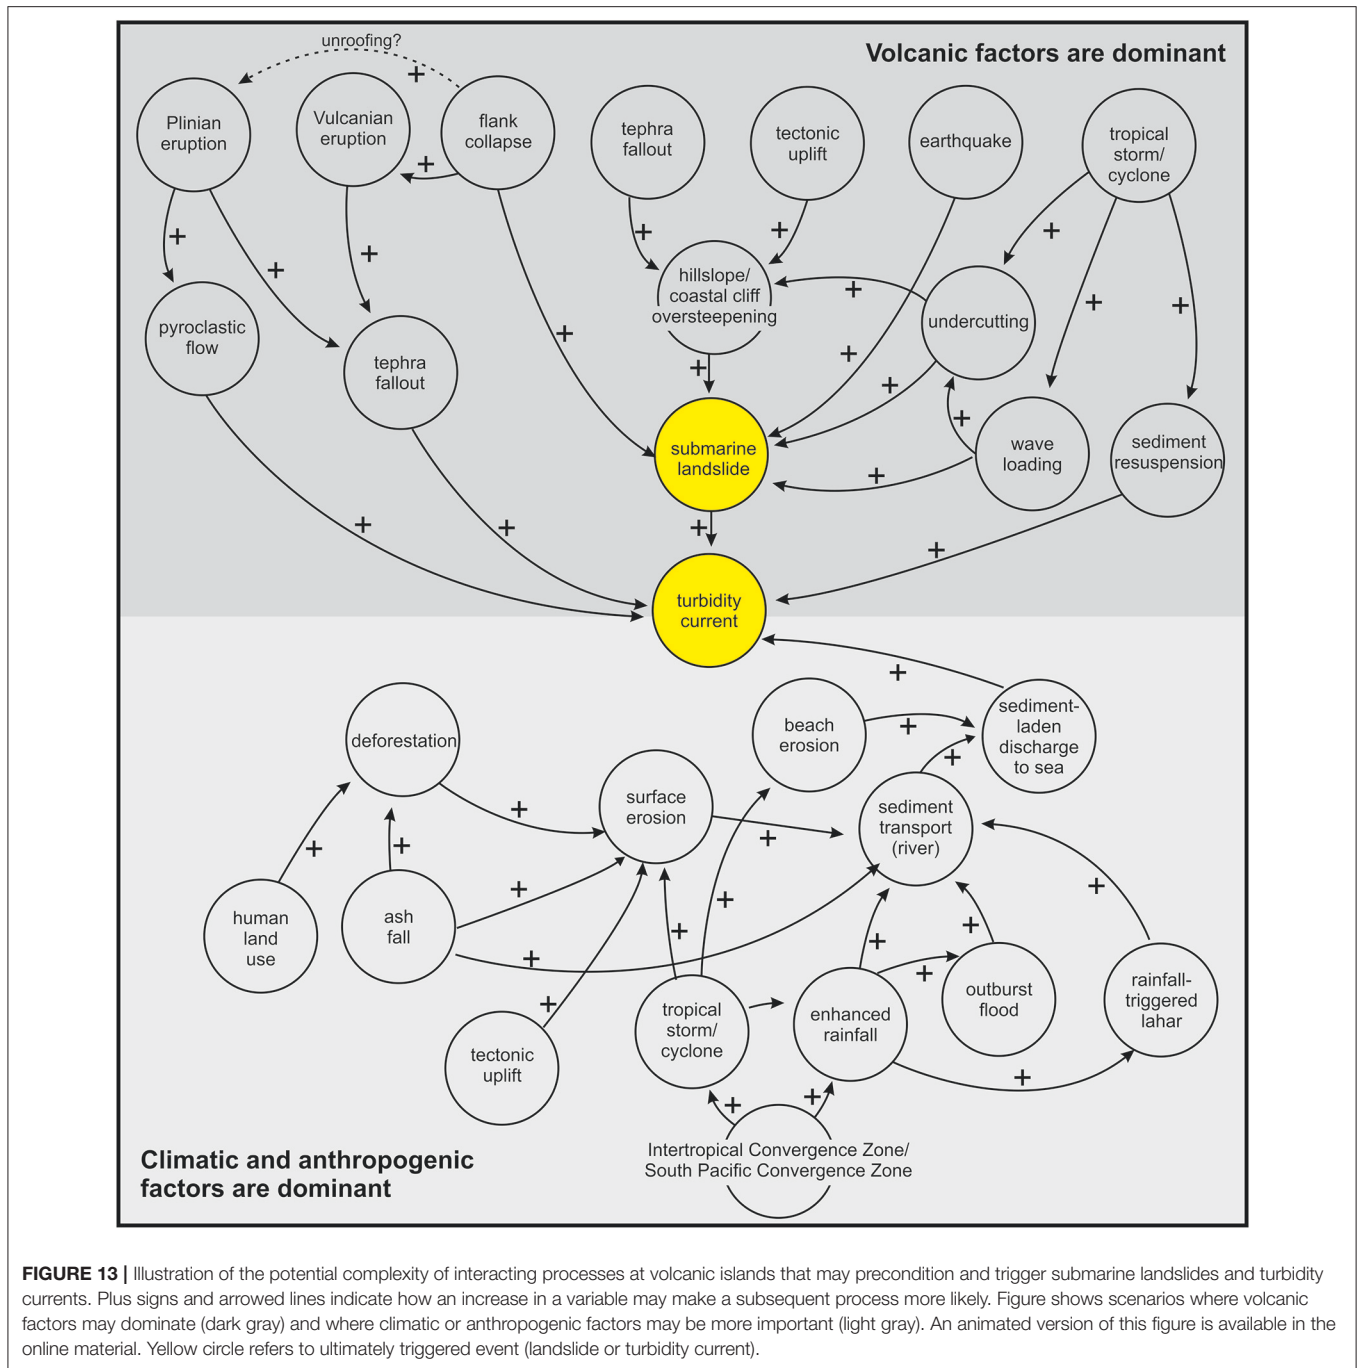 unroofing?
Volcanic factors are dominant
+
Plinian
eruption
Vulcanian
eruption
flank
collapse
tephra
fallout
tectonic
uplift
earthquake
tropical
storm/
cyclone
+
+
+
+
+
+
+
hillslope/
coastal cliff
oversteepening
+
+
+
+
pyroclastic
flow
tephra
fallout
undercutting
+
+
+
+
+
submarine
landslide
wave
loading
sediment
resuspension
+
+
+
+
+
+
turbidity
current
+
deforestation
beach
erosion
+
sediment-
laden
discharge
to sea
+
+
surface
erosion
+
sediment
transport
(river)
+
+
+
+
+
human
land
use
ash
fall
+
+
+
+
+
+
+
tectonic
uplift
tropical
storm/
cyclone
enhanced
rainfall
outburst
flood
rainfall-
triggered
lahar
+
+
+
Intertropical Convergence Zone/
South Pacific Convergence Zone
Climatic and anthropogenic
factors are dominant
FIGURE 13 | Illustration of the potential complexity of interacting processes at volcanic islands that may precondition and trigger submarine landslides and turbidity
currents. Plus signs and arrowed lines indicate how an increase in a variable may make a subsequent process more likely. Figure shows scenarios where volcanic
factors may dominate (dark gray) and where climatic or anthropogenic factors may be more important (light gray). An animated version of this figure is available in the
online material. Yellow circle refers to ultimately triggered event (landslide or turbidity current).